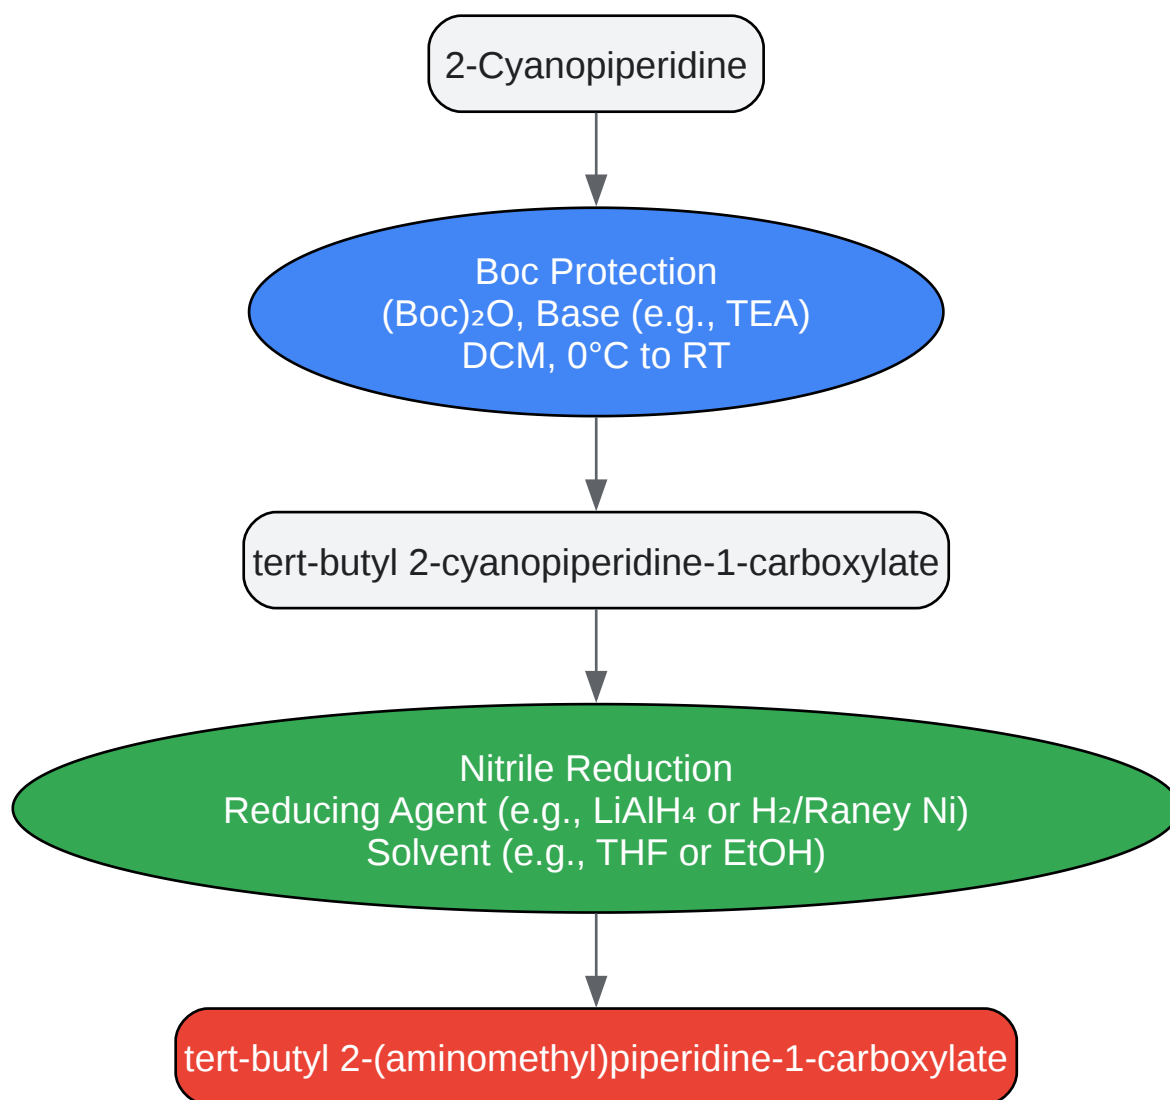 2-Cyanopiperidine
Boc Protection
(Boc)₂O, Base (e.g., TEA)
DCM, 0°C to RT
tert-butyl 2-cyanopiperidine-1-carboxylate
Nitrile Reduction
Reducing Agent (e.g., LiAlH₄ or H₂/Raney Ni)
Solvent (e.g., THF or EtOH)
tert-butyl 2-(aminomethyl)piperidine-1-carboxylate